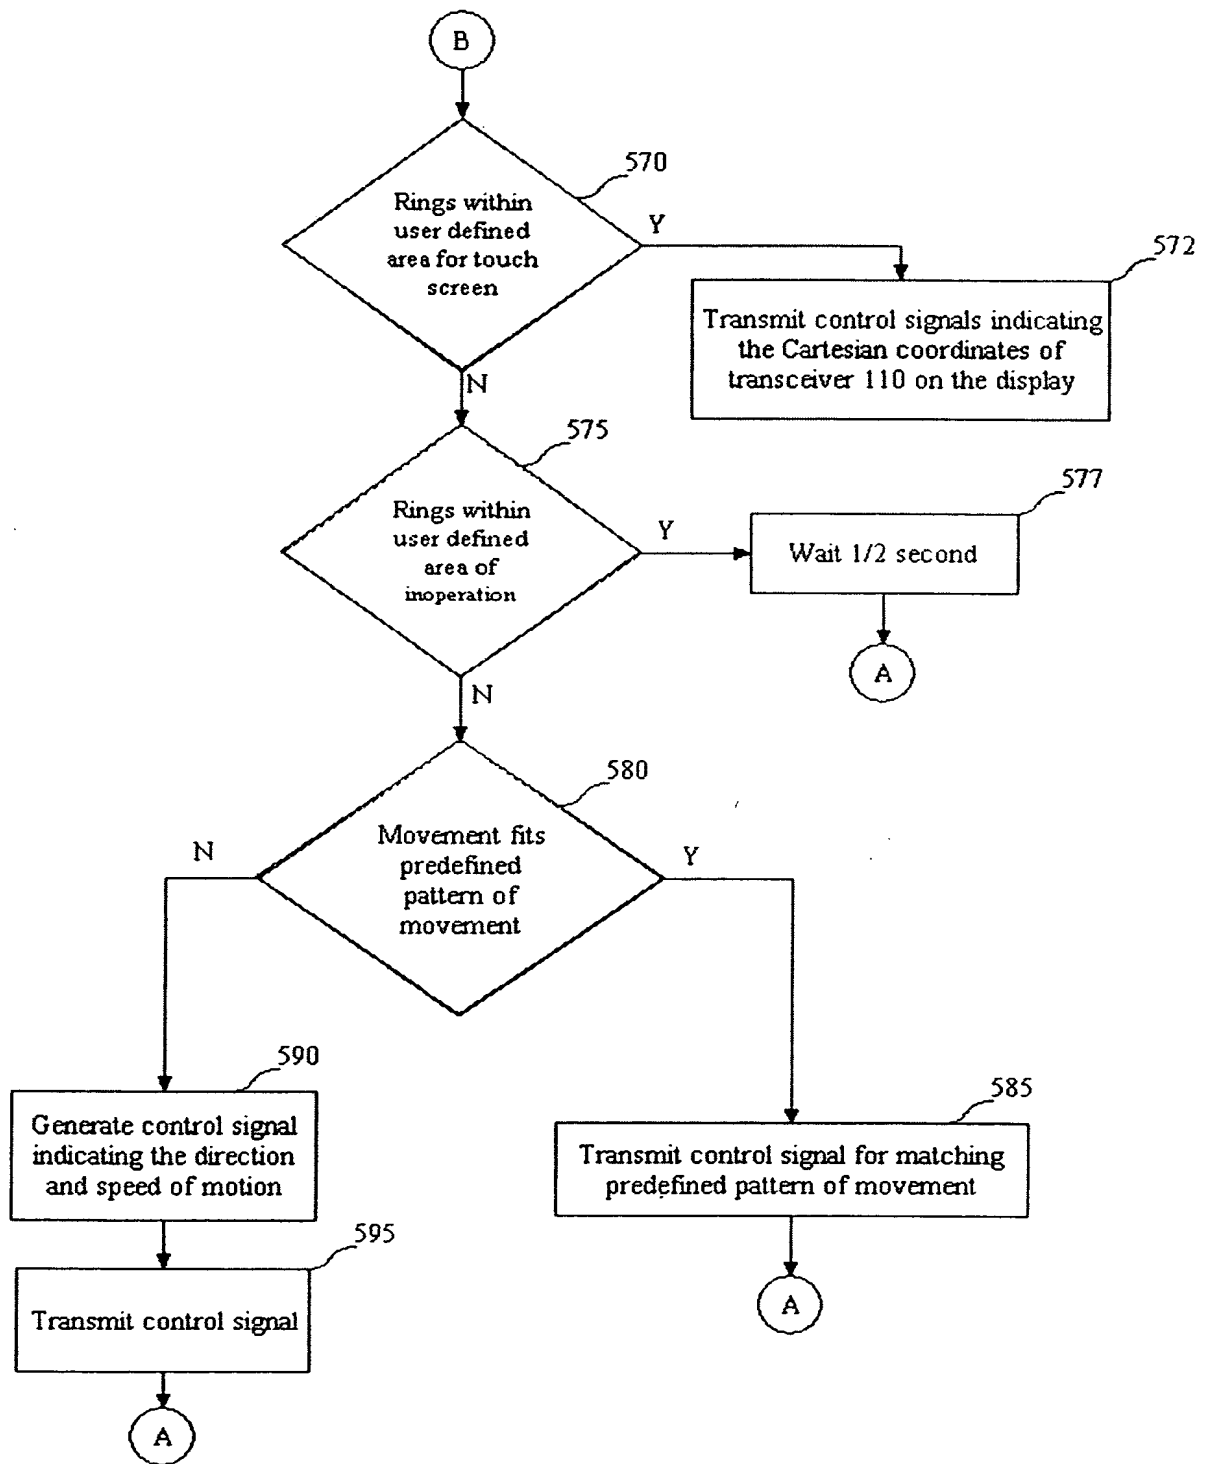 B
570
Rings within
user defined
area for touch
screen
Y
572
Transmit control signals indicating
the Cartesian coordinates of
transceiver 110 on the display
N
575
Rings within
user defined
area of
inoperation
Y
577
Wait 1/2 second
A
N
580
Movement fits
predefined
pattern of
movement
N
Y
590
Generate control signal
indicating the direction
and speed of motion
585
Transmit control signal for matching
predefined pattern of movement
595
Transmit control signal
A
A